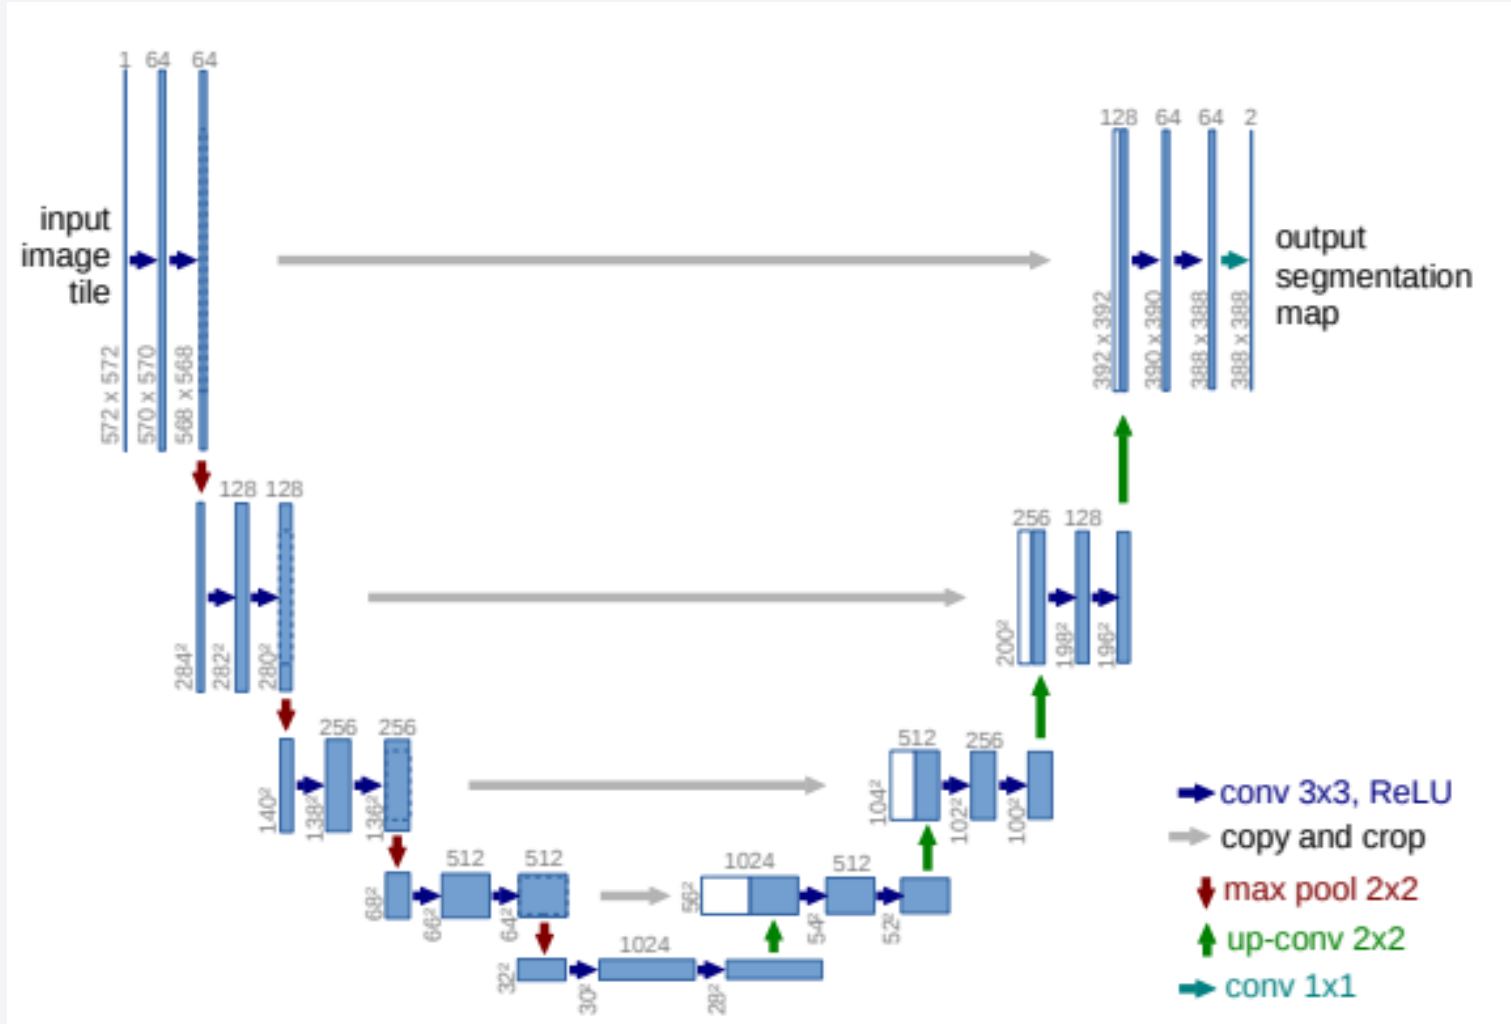 1 64 64
input
image
tile
572 x 572
570 x 570
568 x 568
128 64 64 2
392 x 392
390 x 390
388 x 388
388 x 388
output
segmentation
map
128 128
284²
282²
280²
256 128
200²
198²
196²
256 256
140²
138²
136²
512 256
104²
102²
100²
512 512
68²
66²
64²
1024 512
56²
54²
52²
1024
32²
30²
28²
conv 3x3, ReLU
copy and crop
max pool 2x2
up-conv 2x2
conv 1x1